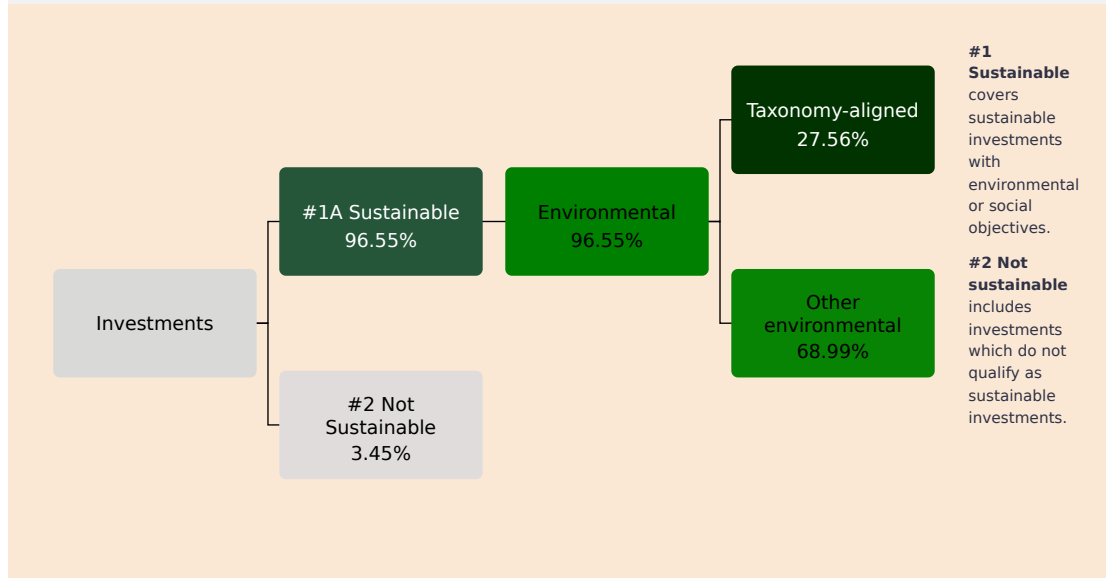 Investments
#1A Sustainable
96.55%
#2 Not
Sustainable
3.45%
Environmental
96.55%
Taxonomy-aligned
27.56%
Other
environmental
68.99%
#1
Sustainable
covers
sustainable
investments
with
environmental
or social
objectives.
#2 Not
sustainable
includes
investments
which do not
qualify as
sustainable
investments.